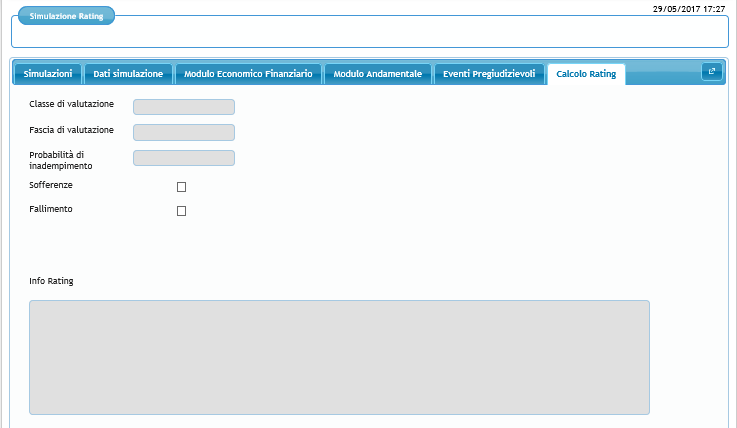 29/05/2017 17:27
Simulazione Rating
Simulazioni
Dati simulazione
Modulo Economico Finanziario
Modulo Andamentale
Eventi Pregiudizievoli
Calcolo Rating
Classe di valutazione
Fascia di valutazione
Probabilità di
inadempimento
Sofferenze
Fallimento
Info Rating